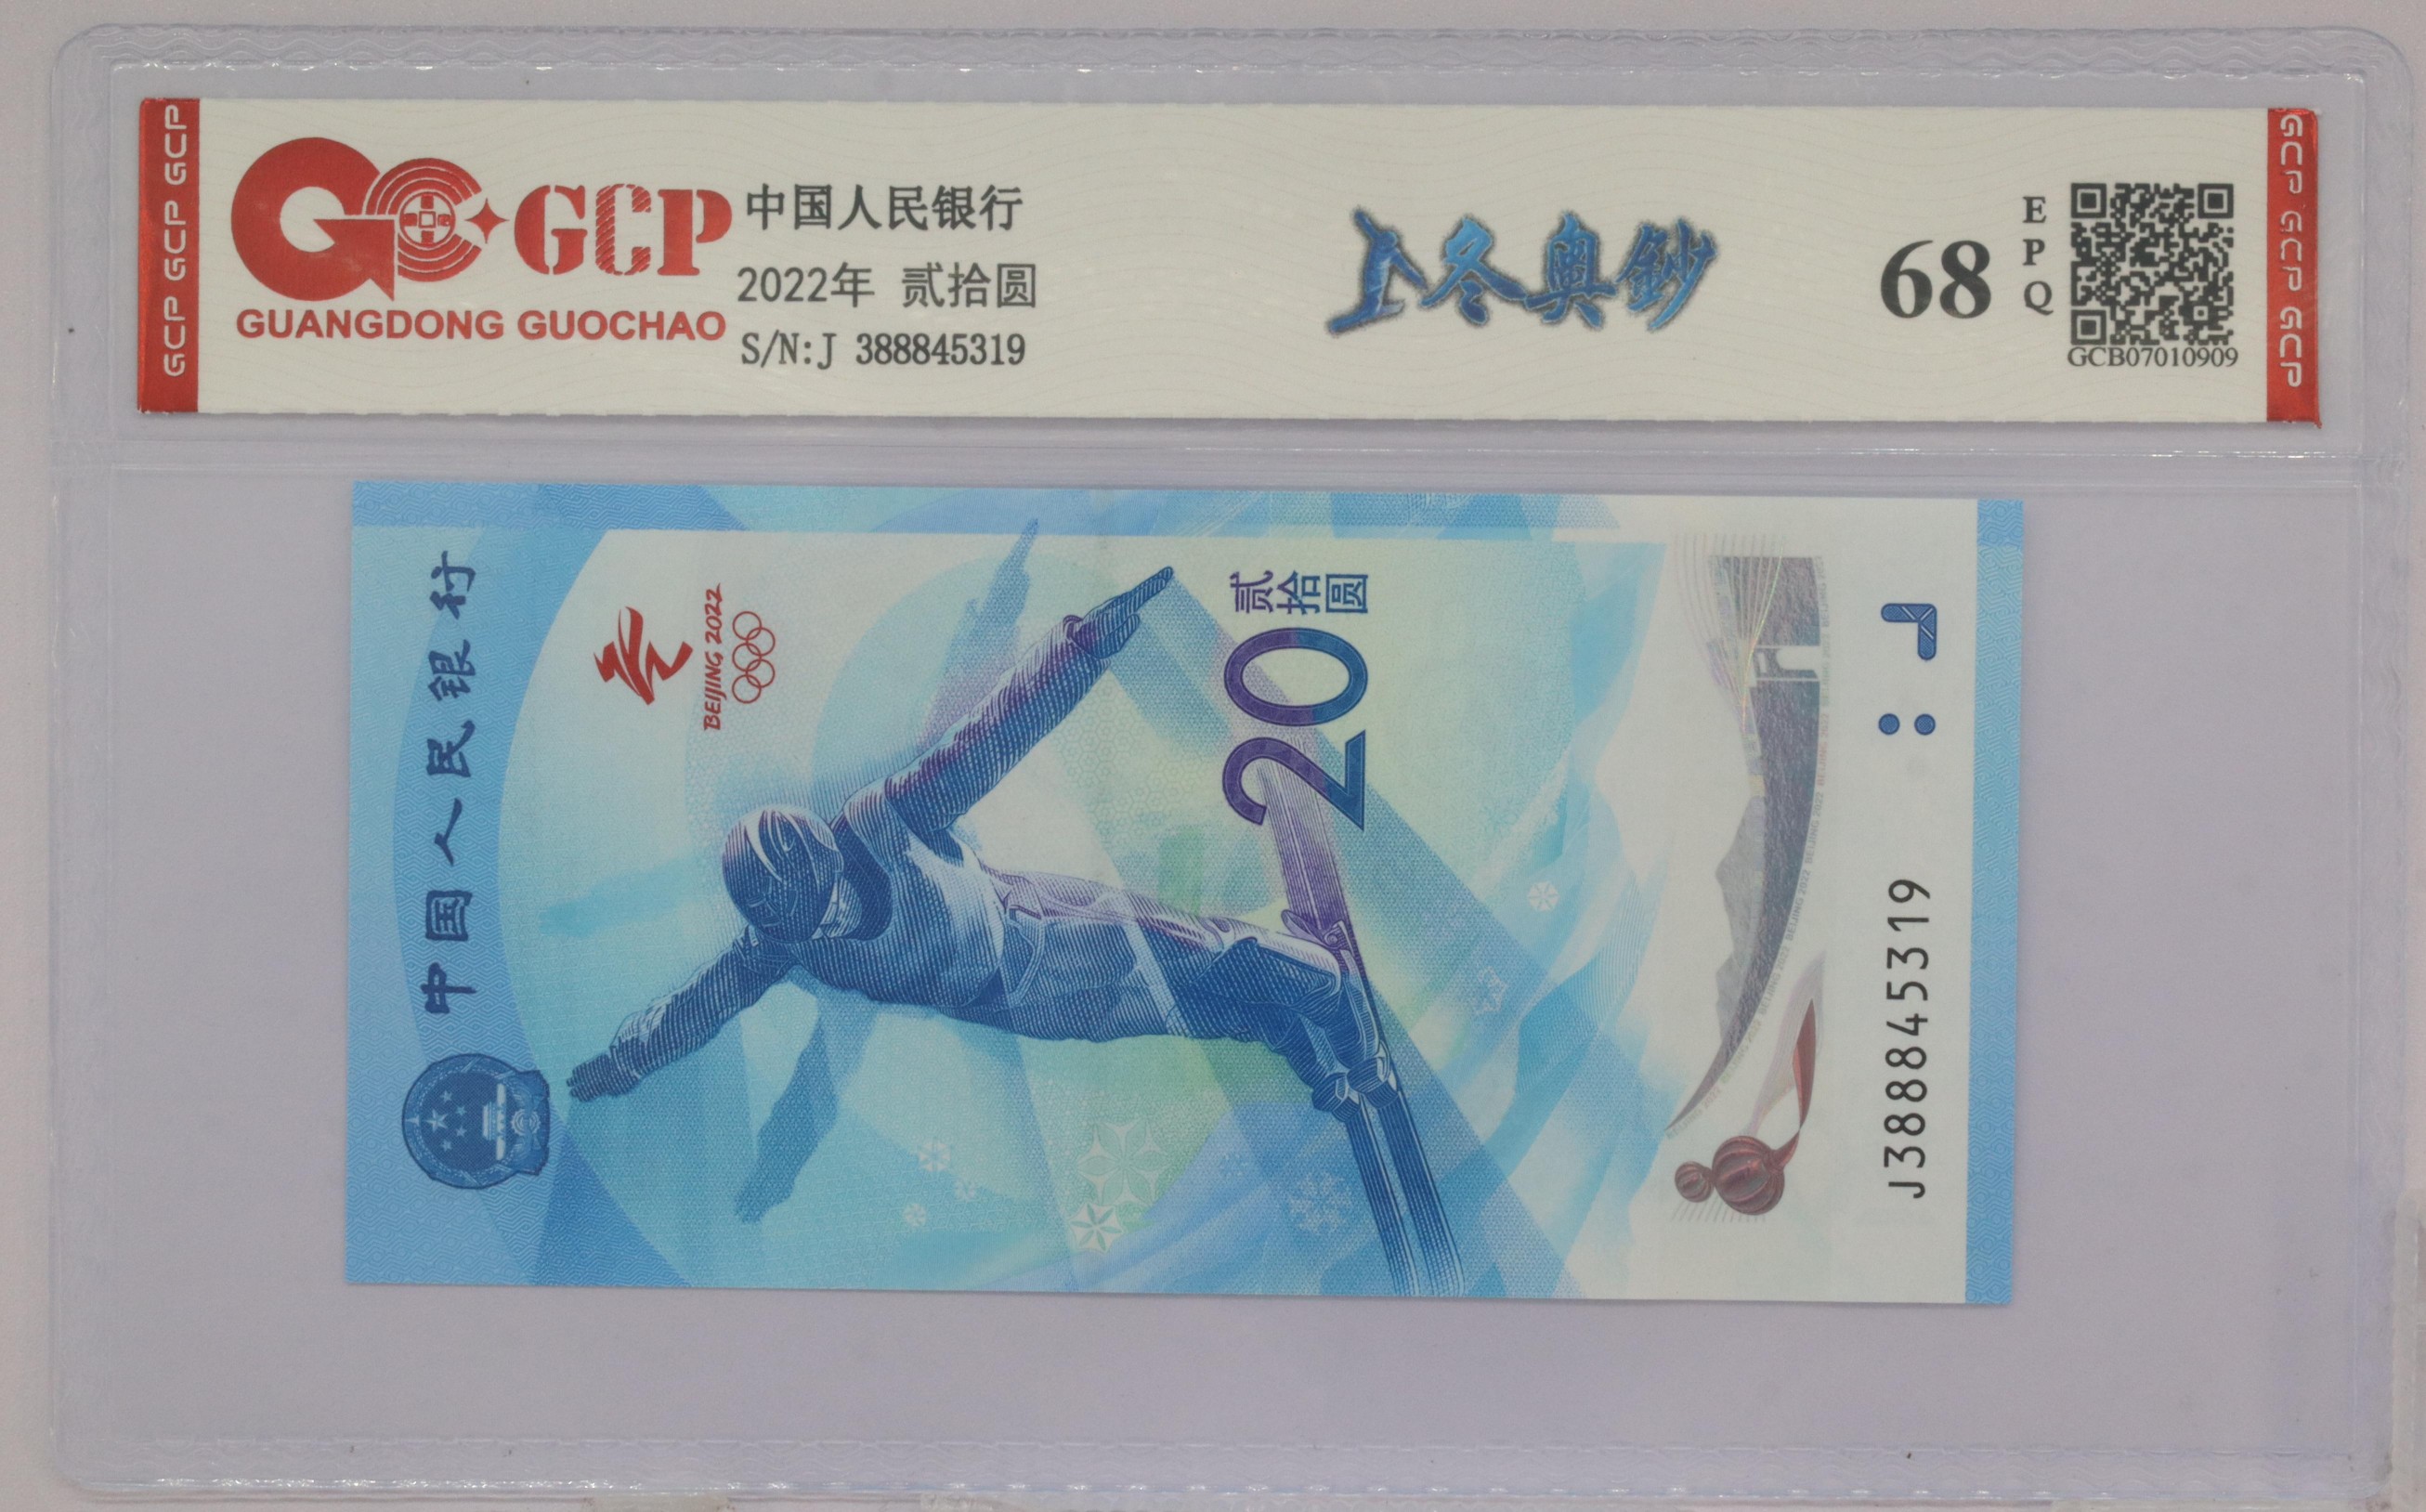 GCP GCP GCP
GCP
GUANGDONG GUOCHAO
中国人民银行
2022年 贰拾圆
S/N:J 388845319
冬奥鈔
68
EPQ
GCB07010909
GCP GCP GCP
中国人民银行
BEIJING 2022
贰拾圆
20
J388845319